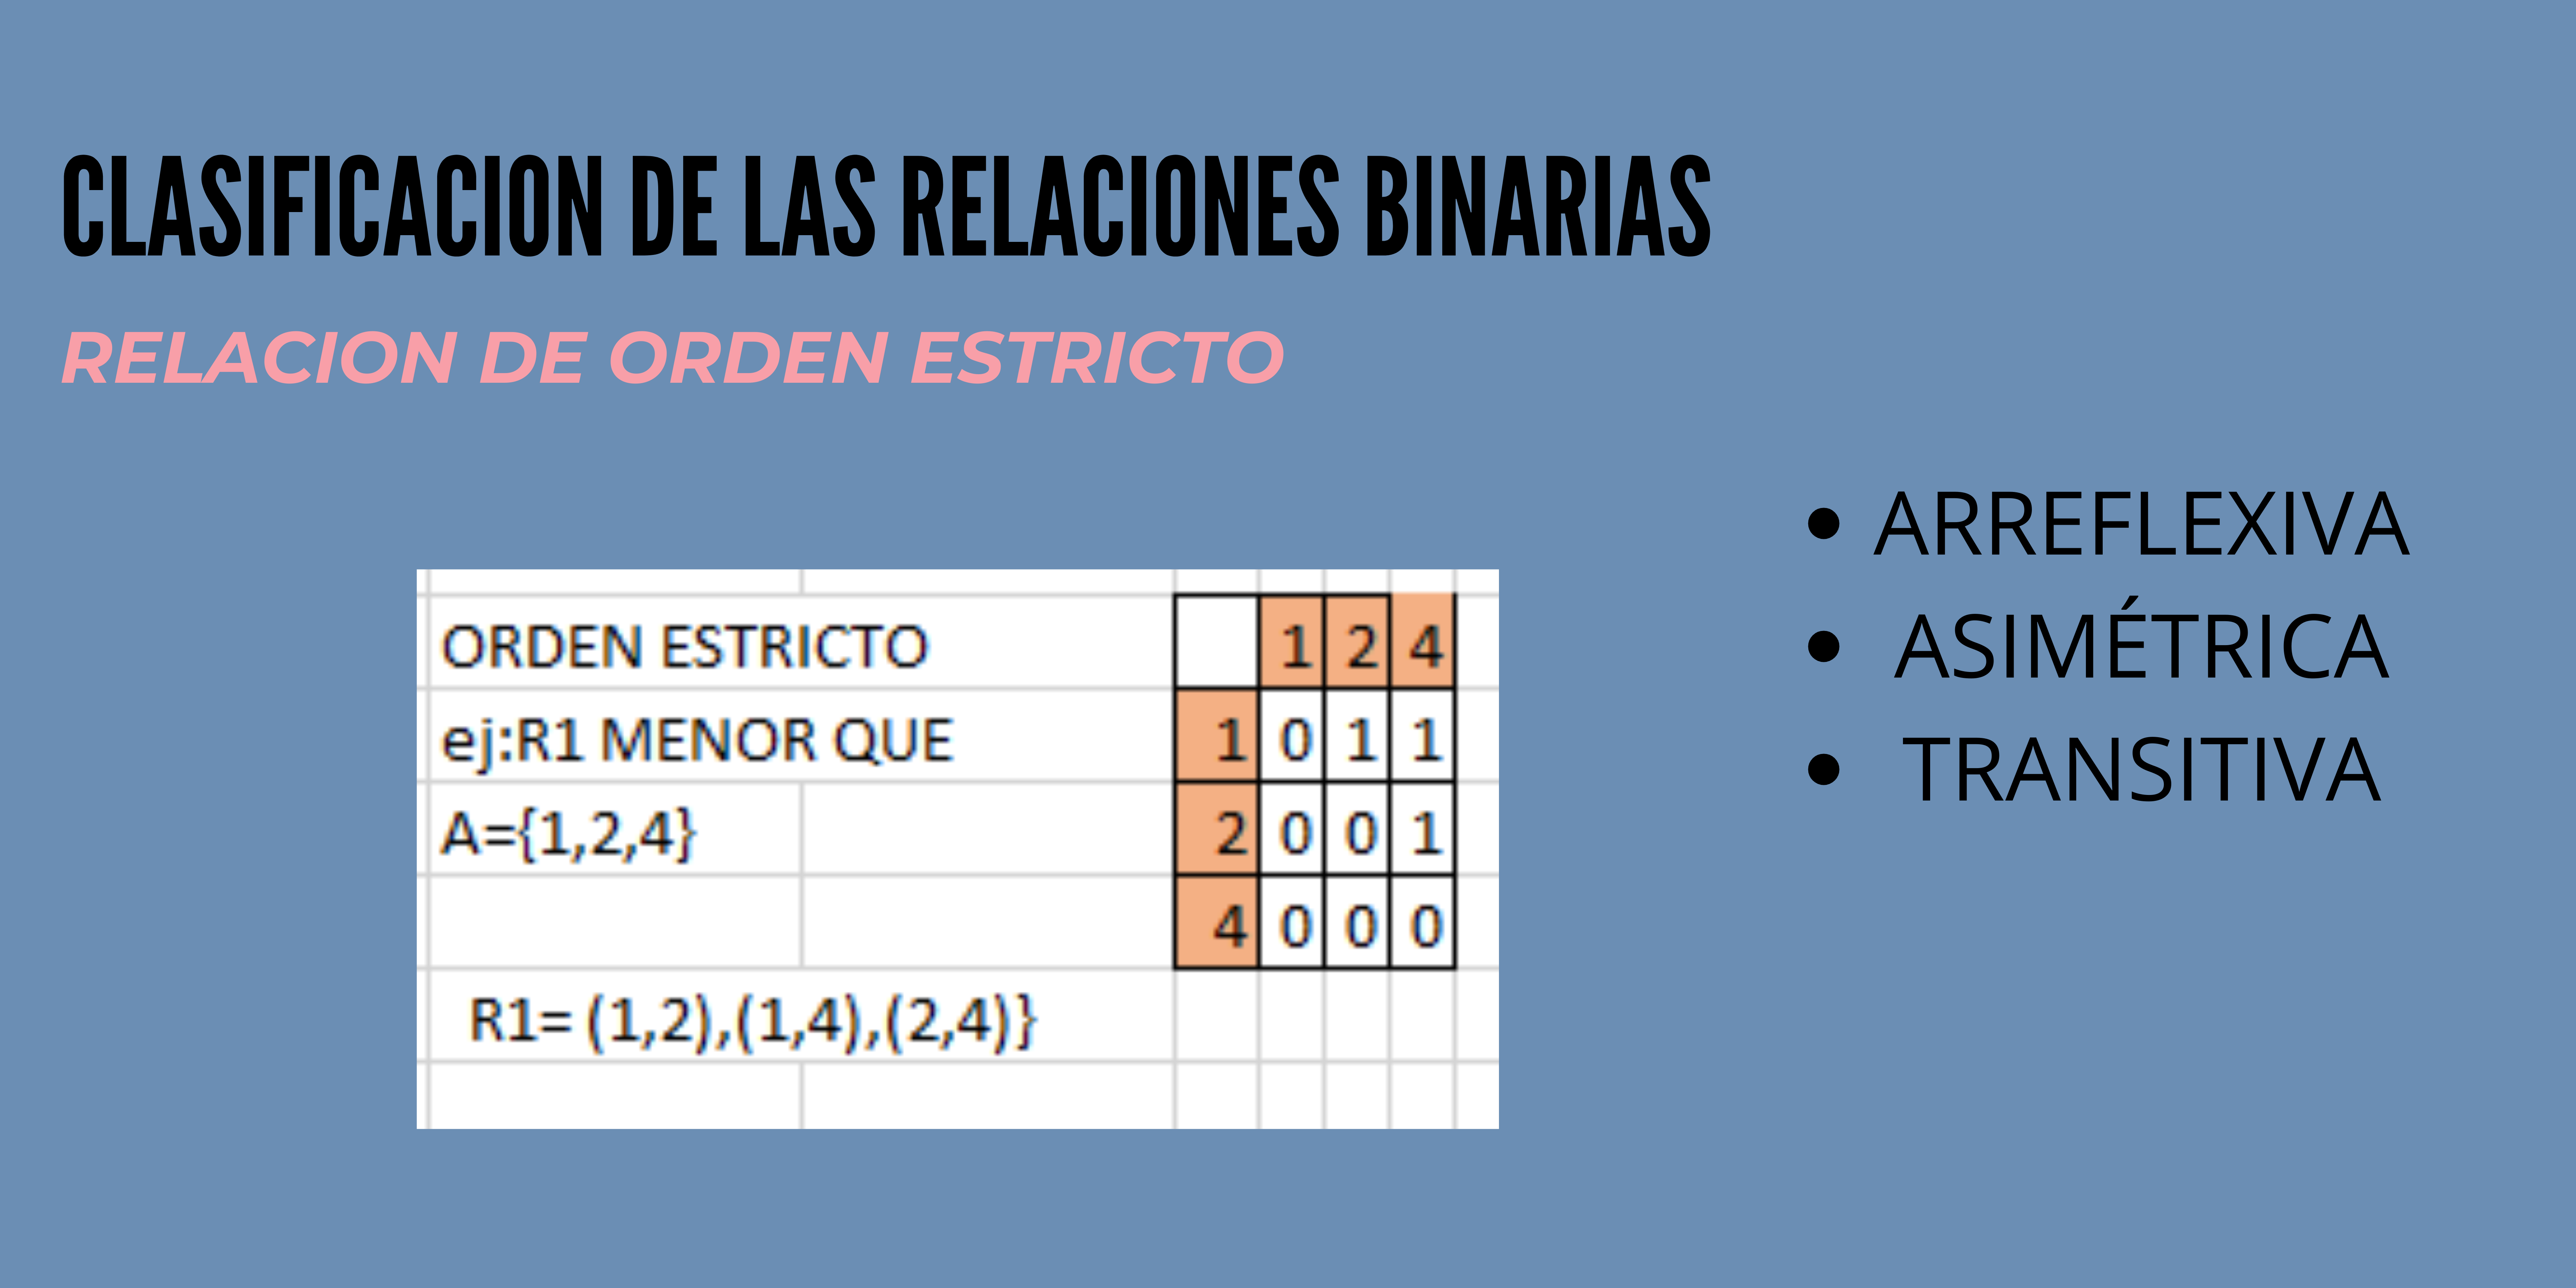 CLASIFICACION DE LAS RELACIONES BINARIAS
RELACION DE ORDEN ESTRICTO
ORDEN ESTRICTO
ej:R1 MENOR QUE
A={1,2,4}
R1= (1,2),(1,4),(2,4)}
1 2 4
1 0 1 1
2 0 0 1
4 0 0 0
• ARREFLEXIVA
• ASIMÉTRICA
• TRANSITIVA